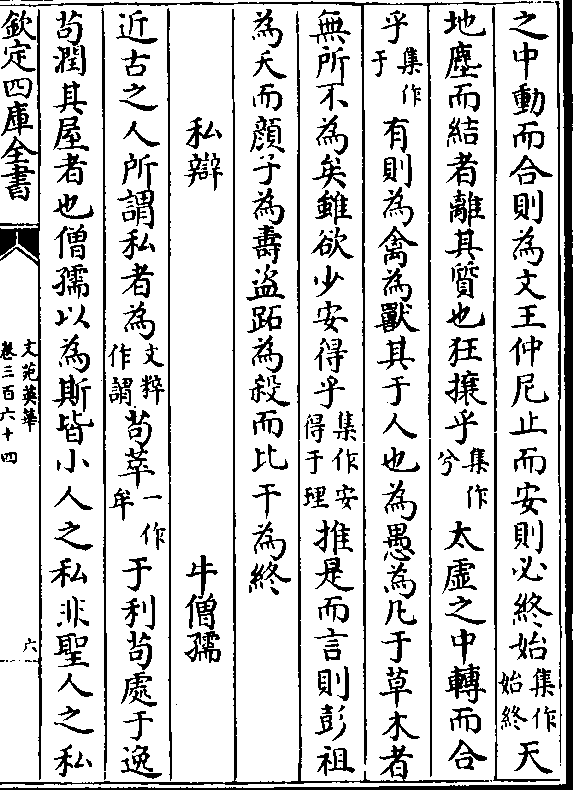 之中動而合則為文王仲尼止而安則必終始集作始終天
地塵而結者離其質也狂攘乎集作兮太虛之中轉而合
乎集作于有則為禽為獸其于人也為愚為凡于草木者
無所不為矣雖欲少安得乎集作安得于理推是而言則彭祖
為夭而顔子為壽盜跖為殺而比干為終
私辯 牛僧孺
近古之人所謂私者為文粹作謂苟萃一作牟于利苟處于逸
苟潤其屋者也僧孺以為斯皆小人之私非聖人之私
欽定四庫全書
文苑英華
卷三百六十四
六